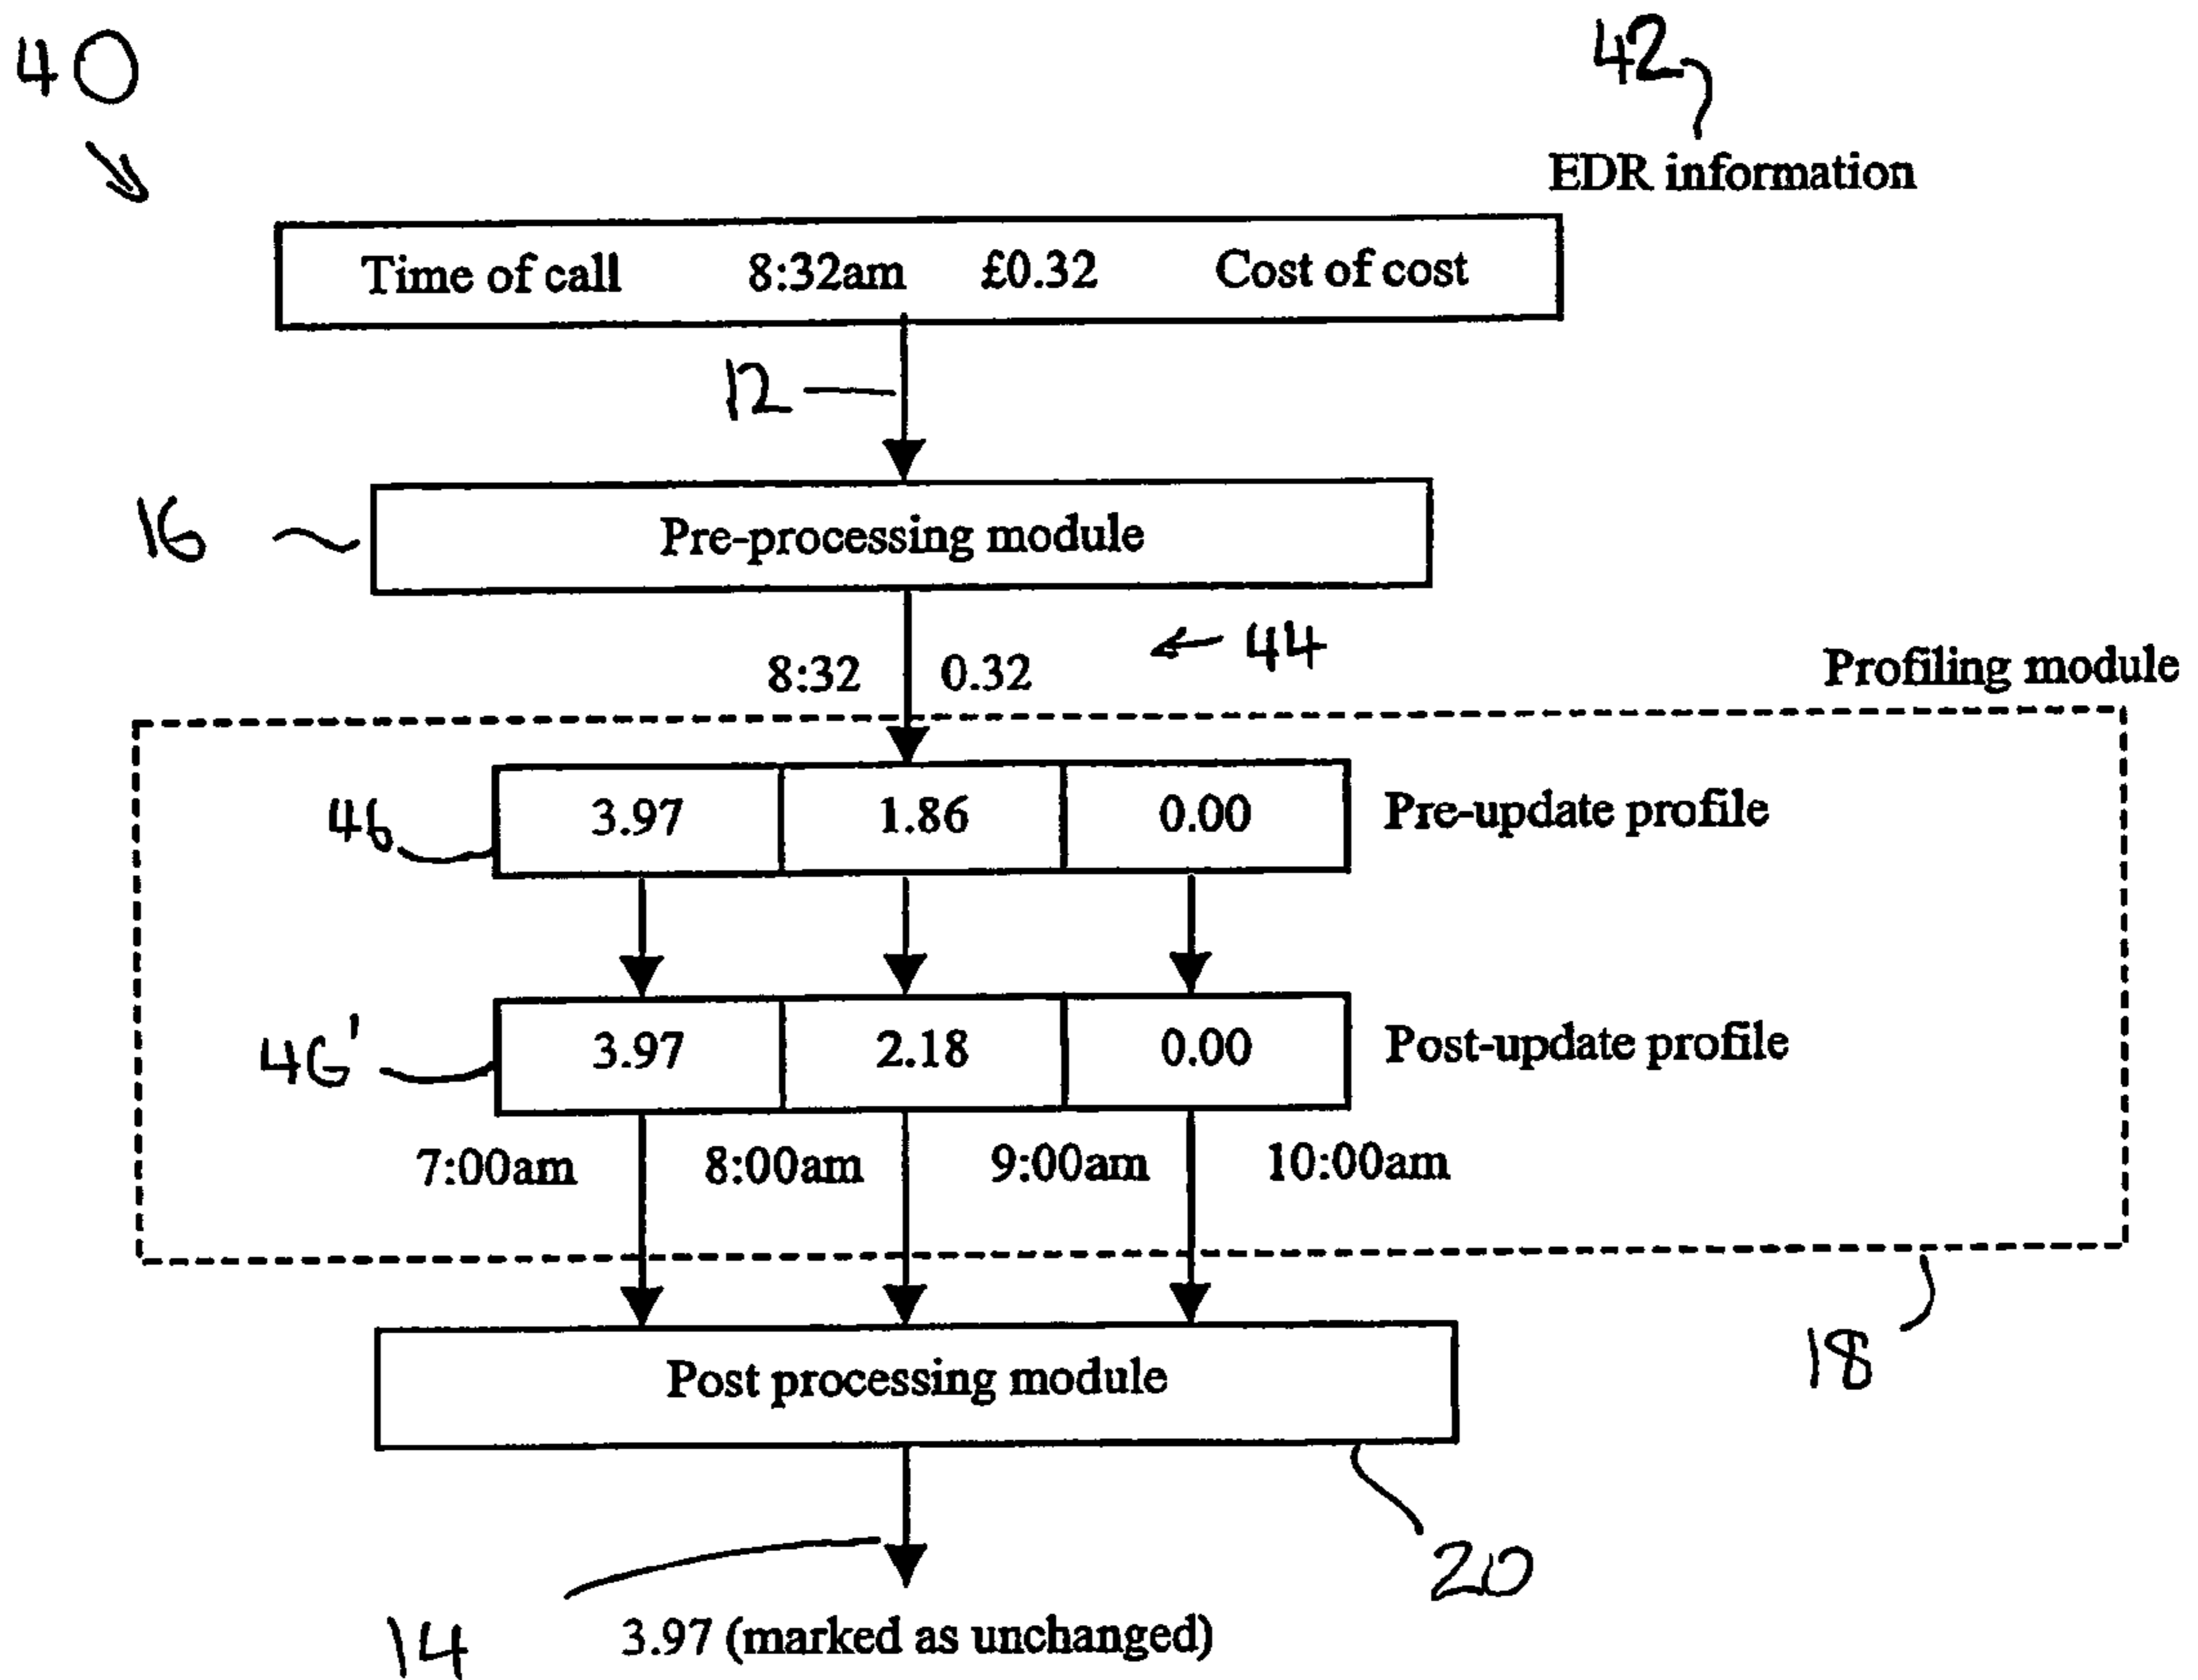 40
42
EDR information
Time of call 8:32am £0.32 Cost of cost
12
16
Pre-processing module
44
8:32 0.32
Profiling module
46
3.97 1.86 0.00 Pre-update profile
46'
3.97 2.18 0.00 Post-update profile
7:00am 8:00am 9:00am 10:00am
18
Post processing module
20
14
3.97 (marked as unchanged)